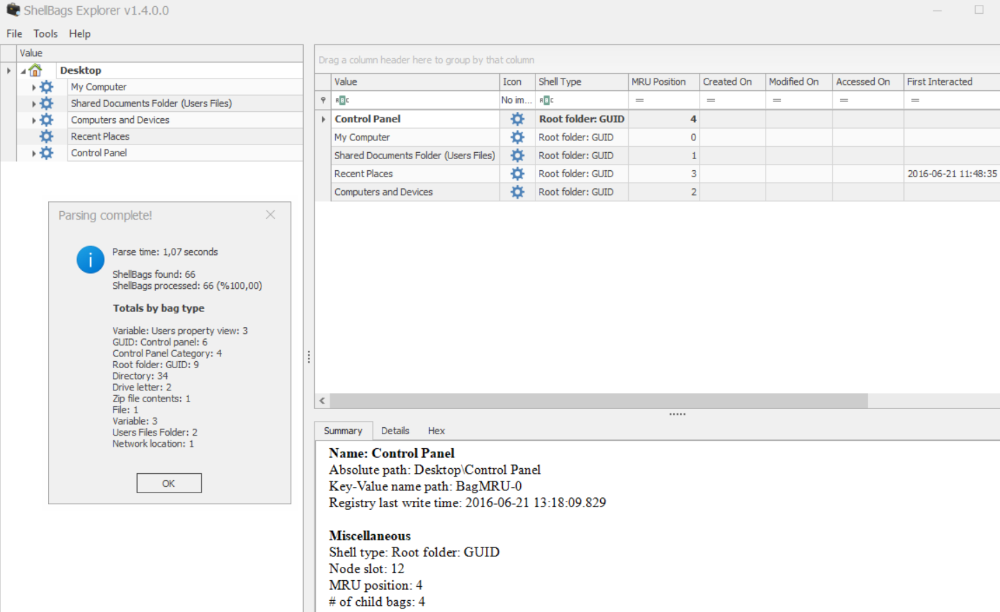 ShellBags Explorer v1.4.0.0
File Tools Help
Value
Desktop
My Computer
Shared Documents Folder (Users Files)
Computers and Devices
Recent Places
Control Panel
Parsing complete!
Parse time: 1,07 seconds
ShellBags found: 66
ShellBags processed: 66 (%100,00)
Totals by bag type
Variable: Users property view: 3
GUID: Control panel: 6
Control Panel Category: 4
Root folder: GUID: 9
Directory: 34
Drive letter: 2
Zip file contents: 1
File: 1
Variable: 3
Users Files Folder: 2
Network location: 1
OK
Drag a column header here to group by that column
Value Icon Shell Type MRU Position Created On Modified On Accessed On First Interacted
ABC No im... ABC = = = = =
Control Panel Root folder: GUID 4
My Computer Root folder: GUID 0
Shared Documents Folder (Users Files) Root folder: GUID 1
Recent Places Root folder: GUID 3 2016-06-21 11:48:35
Computers and Devices Root folder: GUID 2
Summary Details Hex
Name: Control Panel
Absolute path: Desktop\Control Panel
Key-Value name path: BagMRU-0
Registry last write time: 2016-06-21 13:18:09.829
Miscellaneous
Shell type: Root folder: GUID
Node slot: 12
MRU position: 4
# of child bags: 4